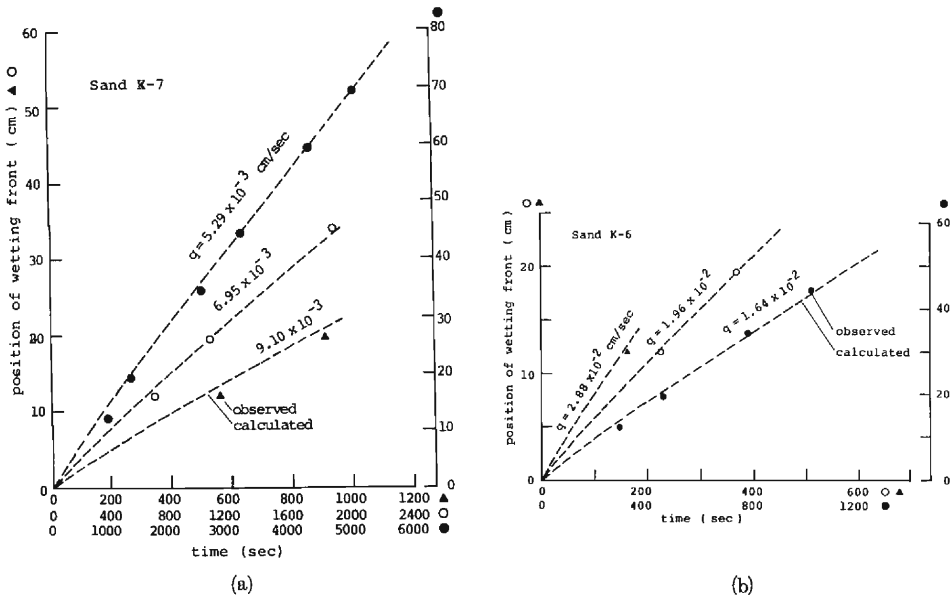 60
50
40
30
20
10
0
position of wetting front (cm) ▲ ○
Sand K-7
q = 5.29 x 10⁻³ cm/sec
6.95 x 10⁻³
9.10 x 10⁻³
observed
calculated
●
80
70
60
50
40
30
20
10
0
0 200 400 600 800 1000 1200 ▲
0 400 800 1200 1600 2000 2400 ○
0 1000 2000 3000 4000 5000 6000 ●
time (sec)
(a)
○ ▲
20
10
0
position of wetting front (cm)
Sand K-6
q = 2.88 x 10⁻² cm/sec
q = 1.96 x 10⁻²
q = 1.64 x 10⁻²
observed
calculated
●
60
40
20
0
0 200 400 600 ○ ▲
400 800 1200 ●
time (sec)
(b)